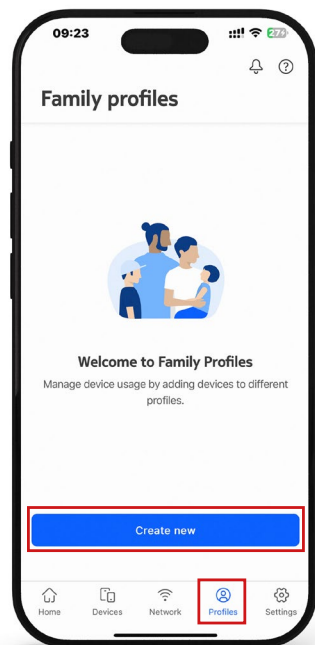 09:23
27
Family profiles
Welcome to Family Profiles
Manage device usage by adding devices to different
profiles.
Create new
Home Devices Network Profiles Settings